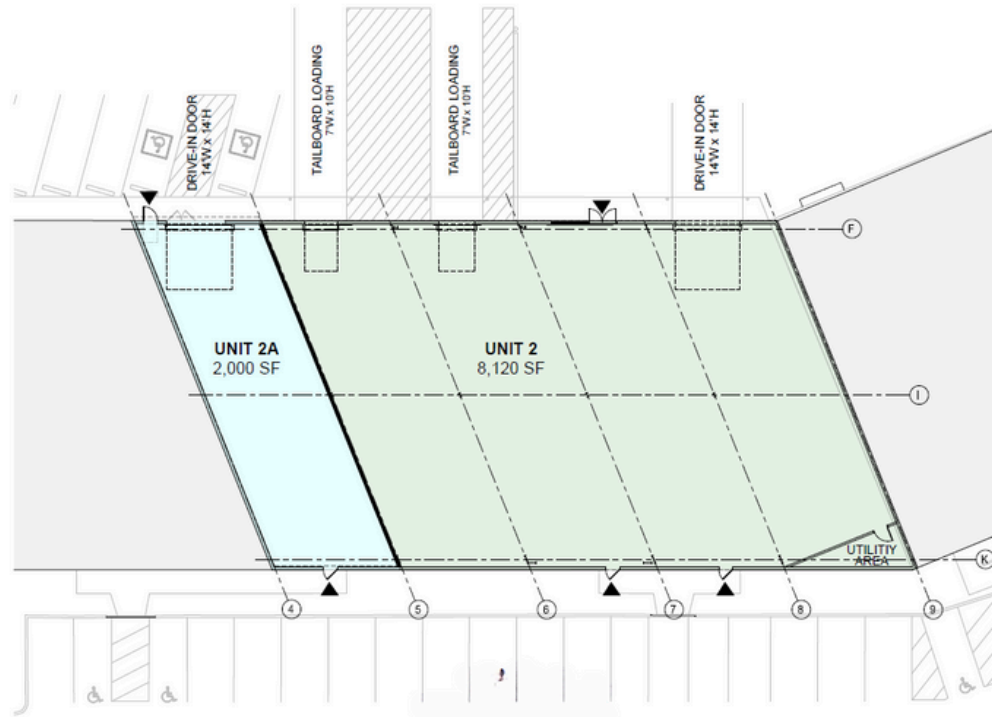 DRIVE-IN DOOR
14'W x 14'H
TAILBOARD LOADING
7'W x 10'H
TAILBOARD LOADING
7'W x 10'H
DRIVE-IN DOOR
14'W x 14'H
F
UNIT 2A
2,000 SF
UNIT 2
8,120 SF
I
UTILITIY
AREA
K
4
5
6
7
8
9